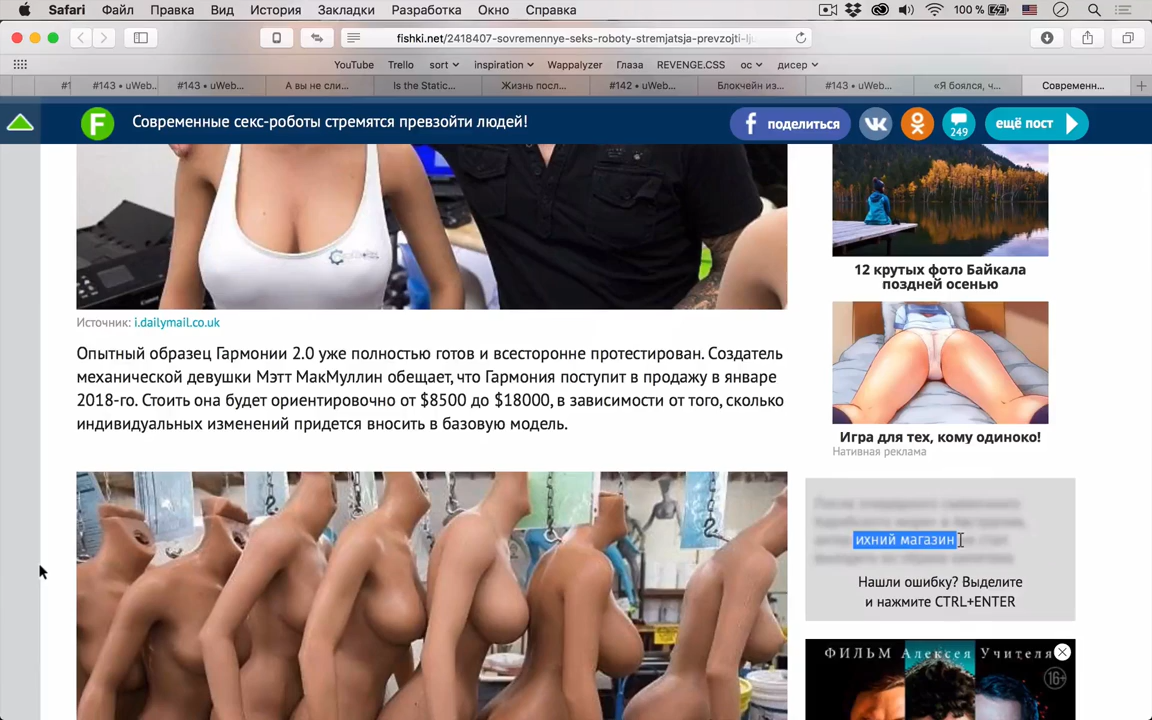 Safari Файл Правка Вид История Закладки Разработка Окно Справка 100 %
fishki.net/2418407-sovremennye-seks-roboty-stremjatsja-prevzojti-lj
YouTube Trello sort inspiration Wappalyzer Глаза REVENGE.CSS ос дисер
#1 #143 • uWeb... #143 • uWeb... А вы не сли... Is the Static... Жизнь посл... #142 • uWeb... Блокчейн из... #143 • uWeb... «Я боялся, ч... Современн...
F Современные секс-роботы стремятся превзойти людей! поделиться 249 ещё пост
12 крутых фото Байкала
поздней осенью
Источник: i.dailymail.co.uk
Опытный образец Гармонии 2.0 уже полностью готов и всесторонне протестирован. Создатель
механической девушки Мэтт МакМуллин обещает, что Гармония поступит в продажу в январе
2018-го. Стоить она будет ориентировочно от $8500 до $18000, в зависимости от того, сколько
индивидуальных изменений придется вносить в базовую модель.
Игра для тех, кому одиноко!
Нативная реклама
ихний магазин
Нашли ошибку? Выделите
и нажмите CTRL+ENTER
ФИЛЬМ Алексея Учителя
16+